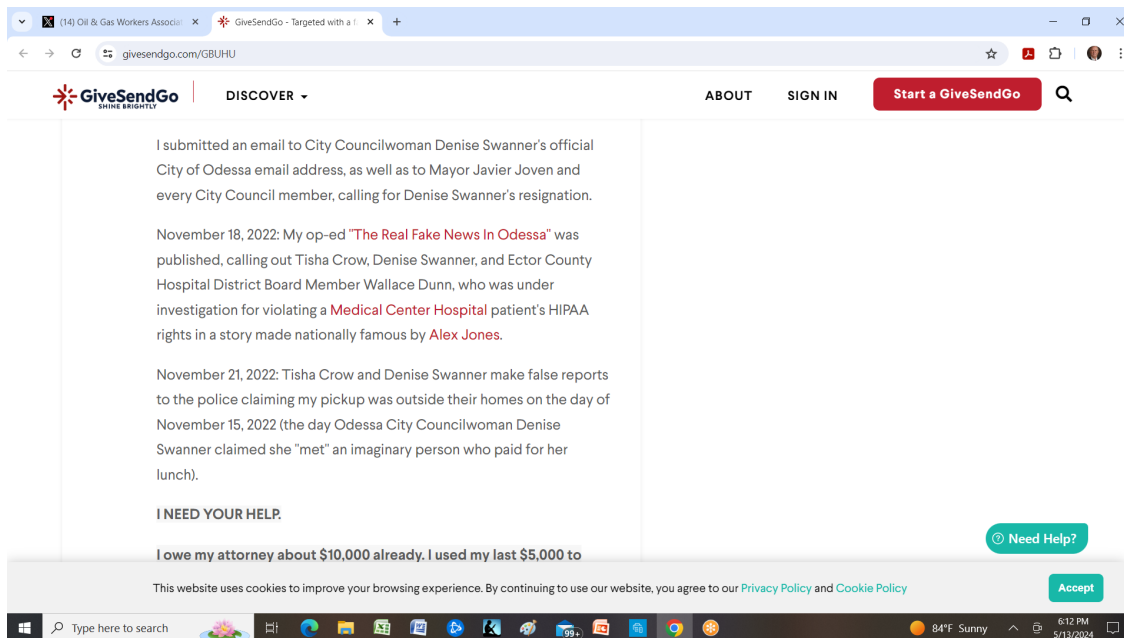 (14) Oil & Gas Workers Associat
GiveSendGo - Targeted with a f
givesendgo.com/GBUHU
GiveSendGo
SHINE BRIGHTLY
DISCOVER
ABOUT
SIGN IN
Start a GiveSendGo
I submitted an email to City Councilwoman Denise Swanner's official
City of Odessa email address, as well as to Mayor Javier Joven and
every City Council member, calling for Denise Swanner's resignation.
November 18, 2022: My op-ed "The Real Fake News In Odessa" was
published, calling out Tisha Crow, Denise Swanner, and Ector County
Hospital District Board Member Wallace Dunn, who was under
investigation for violating a Medical Center Hospital patient's HIPAA
rights in a story made nationally famous by Alex Jones.
November 21, 2022: Tisha Crow and Denise Swanner make false reports
to the police claiming my pickup was outside their homes on the day of
November 15, 2022 (the day Odessa City Councilwoman Denise
Swanner claimed she "met" an imaginary person who paid for her
lunch).
I NEED YOUR HELP.
I owe my attorney about $10,000 already. I used my last $5,000 to
Need Help?
This website uses cookies to improve your browsing experience. By continuing to use our website, you agree to our Privacy Policy and Cookie Policy
Accept
Type here to search
99+
84°F Sunny
6:12 PM
5/13/2024